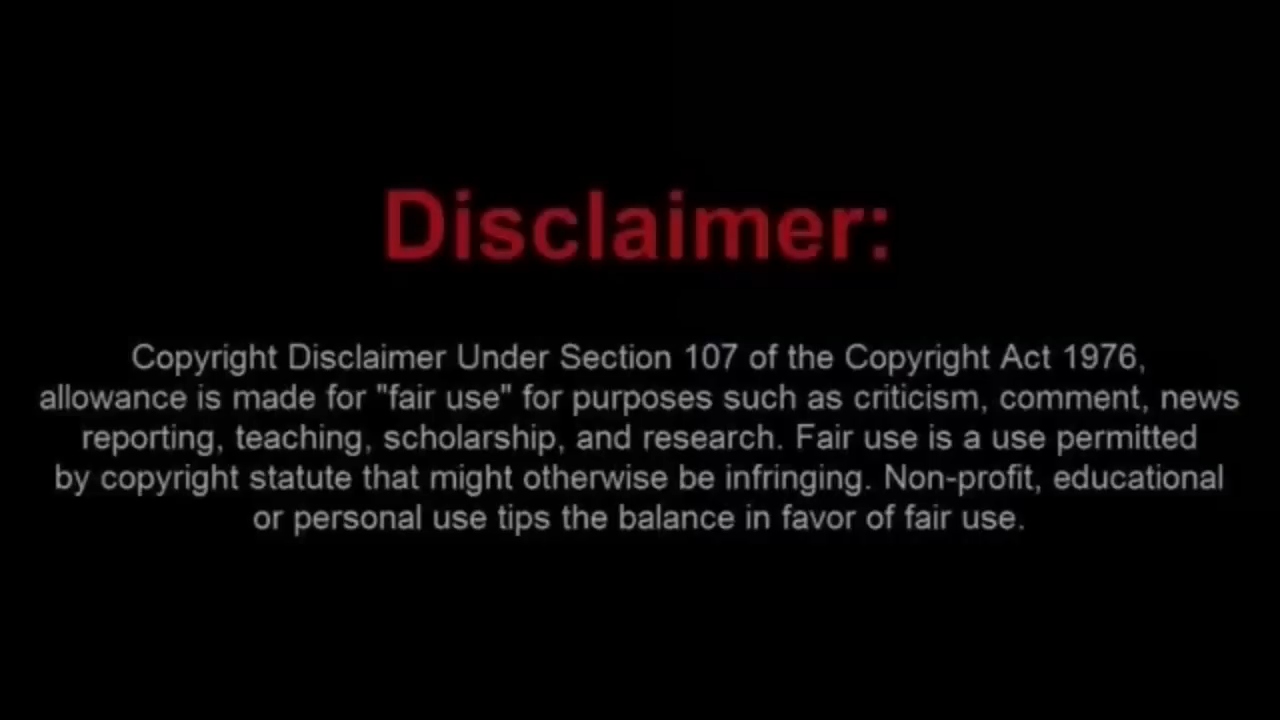 Disclaimer:
Copyright Disclaimer Under Section 107 of the Copyright Act 1976,
allowance is made for "fair use" for purposes such as criticism, comment, news
reporting, teaching, scholarship, and research. Fair use is a use permitted
by copyright statute that might otherwise be infringing. Non-profit, educational
or personal use tips the balance in favor of fair use.